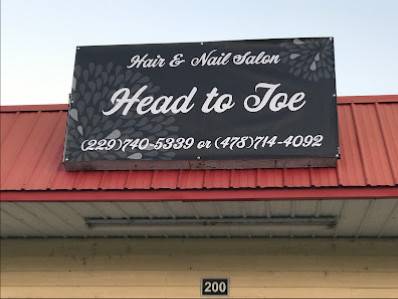 Hair & Nail Salon
Head to Toe
(229)740-5339 or (478)714-4092
200